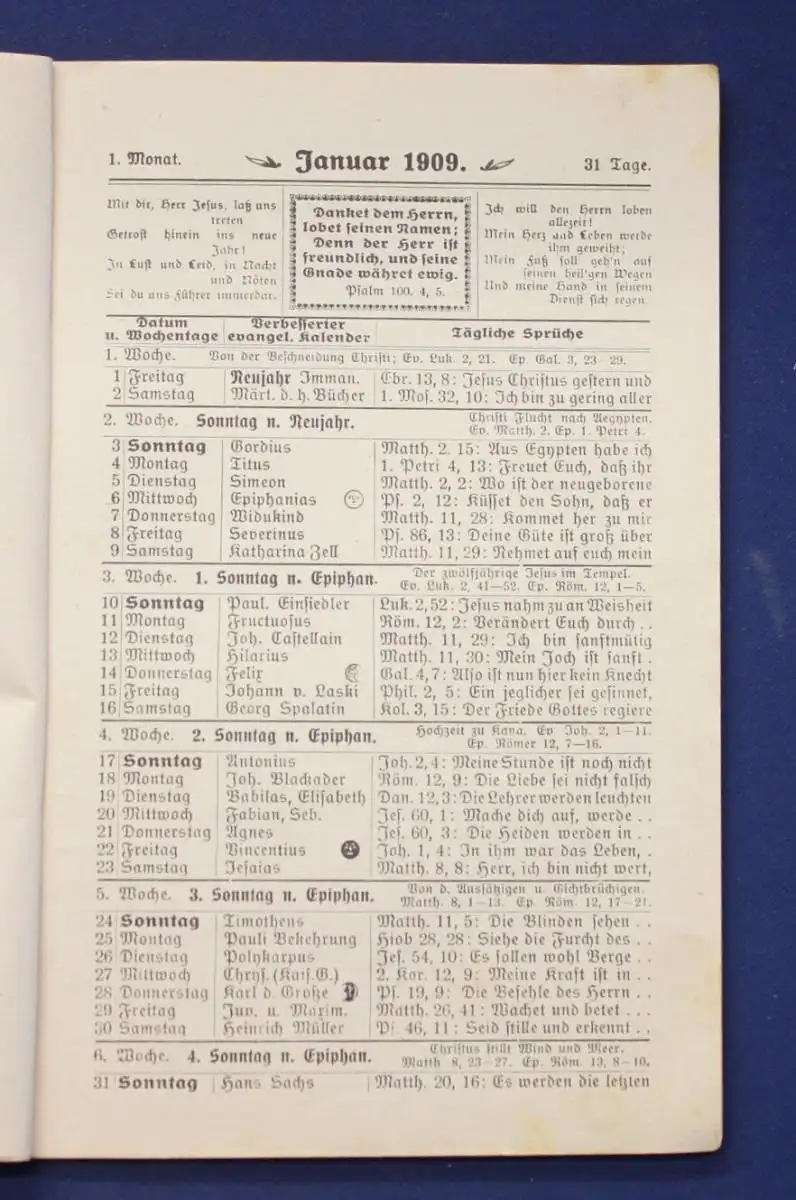 1. Monat. Januar 1909. 31 Tage.
Mit dir, Herr Jesus, laß uns
treten
Getrost hinein ins neue
Jahr!
In Lust und Leid, in Nacht
und Nöten
Sei du uns Führer immerdar.
Danket dem Herrn,
lobet seinen Namen;
Denn der Herr ist
freundlich, und seine
Gnade währet ewig.
Psalm 100. 4, 5.
Ich will den Herrn loben
allezeit!
Mein Herz und Leben werde
ihm geweiht;
Mein Fuß soll geh'n auf
seinen heil'gen Wegen
Und meine Hand in seinem
Dienst sich regen.
Datum
u. Wochentage
Verbesserter
evangel. Kalender
Tägliche Sprüche
1. Woche. Von der Beschneidung Christi; Ev. Luk. 2, 21. Ep. Gal. 3, 23–29.
1 Freitag Neujahr Imman. Ebr. 13, 8: Jesus Christus gestern und
2 Samstag Märt. d. h. Bücher 1. Mos. 32, 10: Ich bin zu gering aller
2. Woche. Sonntag n. Neujahr. Christi Flucht nach Aegypten.
Ev. Matth. 2. Ep. 1. Petri 4.
3 Sonntag Gordius Matth. 2. 15: Aus Egypten habe ich
4 Montag Titus 1. Petri 4, 13: Freuet Euch, daß ihr
5 Dienstag Simeon Matth. 2, 2: Wo ist der neugeborene
6 Mittwoch Epiphanias Ps. 2, 12: Küsset den Sohn, daß er
7 Donnerstag Widukind Matth. 11, 28: Kommet her zu mir
8 Freitag Severinus Ps. 86, 13: Deine Güte ist groß über
9 Samstag Katharina Zell Matth. 11, 29: Nehmet auf euch mein
3. Woche. 1. Sonntag n. Epiphan. Der zwölfjährige Jesus im Tempel.
Ev. Luk. 2, 41–52. Ep. Röm. 12, 1–5.
10 Sonntag Paul. Einsiedler Luk. 2, 52: Jesus nahm zu an Weisheit
11 Montag Fructuosus Röm. 12, 2: Verändert Euch durch . .
12 Dienstag Joh. Castellain Matth. 11, 29: Ich bin sanftmütig
13 Mittwoch Hilarius Matth. 11, 30: Mein Joch ist sanft .
14 Donnerstag Felix Gal. 4, 7: Also ist nun hier kein Knecht
15 Freitag Johann v. Laski Phil. 2, 5: Ein jeglicher sei gesinnet,
16 Samstag Georg Spalatin Kol. 3, 15: Der Friede Gottes regiere
4. Woche. 2. Sonntag n. Epiphan. Hochzeit zu Kana. Ev Joh. 2, 1–11.
Ep. Römer 12, 7–16.
17 Sonntag Antonius Joh. 2, 4: Meine Stunde ist noch nicht
18 Montag Joh. Blackader Röm. 12, 9: Die Liebe sei nicht falsch
19 Dienstag Babilas, Elisabeth Dan. 12, 3: Die Lehrer werden leuchten
20 Mittwoch Fabian, Seb. Jes. 60, 1: Mache dich auf, werde . .
21 Donnerstag Agnes Jes. 60, 3: Die Heiden werden in . .
22 Freitag Vincentius Joh. 1, 4: In ihm war das Leben, .
23 Samstag Jesaias Matth. 8, 8: Herr, ich bin nicht wert,
5. Woche. 3. Sonntag n. Epiphan. Von d. Aussätzigen u. Gichtbrüchigen.
Matth. 8, 1–13. Ep. Röm. 12, 17–21.
24 Sonntag Timotheus Matth. 11, 5: Die Blinden sehen . .
25 Montag Pauli Bekehrung Hiob 28, 28: Siehe die Furcht des . .
26 Dienstag Polykarpus Jes. 54, 10: Es sollen wohl Berge . .
27 Mittwoch Chrys. (Kais. G.) 2. Kor. 12, 9: Meine Kraft ist in . .
28 Donnerstag Karl d. Große Ps. 19, 9: Die Befehle des Herrn . .
29 Freitag Juv. u. Maxim. Matth. 26, 41: Wachet und betet . . .
30 Samstag Heinrich Müller Ps. 46, 11: Seid stille und erkennt . .
6. Woche. 4. Sonntag n. Epiphan. Christus stillt Wind und Meer.
Matth 8, 23–27. Ep. Röm. 13, 8–10.
31 Sonntag Hans Sachs Matth. 20, 16: Es werden die letzten